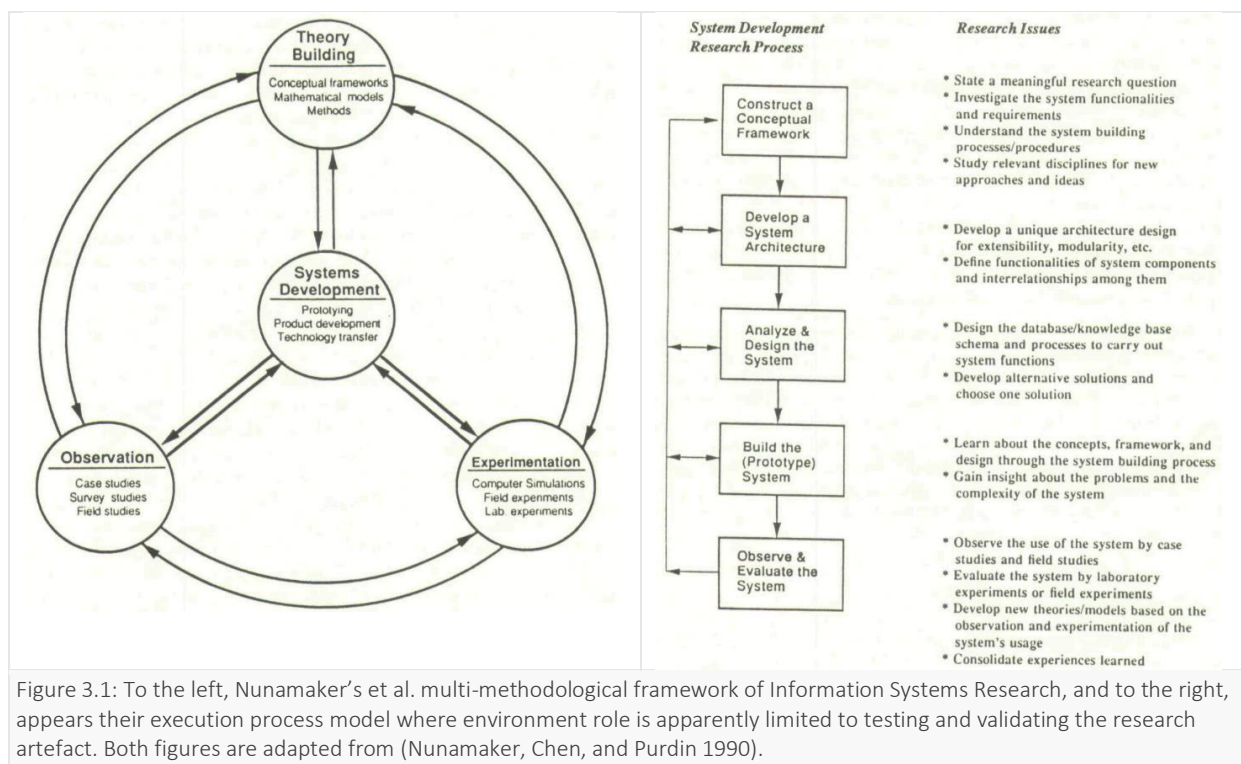 Theory
Building
Conceptual frameworks
Mathematical models
Methods
Systems
Development
Prototying
Product development
Technology transfer
Observation
Case studies
Survey studies
Field studies
Experimentation
Computer Simulations
Field experiments
Lab. experiments
System Development
Research Process
Research Issues
Construct a
Conceptual
Framework
* State a meaningful research question
* Investigate the system functionalities
and requirements
* Understand the system building
processes/procedures
* Study relevant disciplines for new
approaches and ideas
Develop a
System
Architecture
* Develop a unique architecture design
for extensibility, modularity, etc.
* Define functionalities of system components
and interrelationships among them
Analyze &
Design the
System
* Design the database/knowledge base
schema and processes to carry out
system functions
* Develop alternative solutions and
choose one solution
Build the
(Prototype)
System
* Learn about the concepts, framework, and
design through the system building process
* Gain insight about the problems and the
complexity of the system
Observe &
Evaluate the
System
* Observe the use of the system by case
studies and field studies
* Evaluate the system by laboratory
experiments or field experiments
* Develop new theories/models based on the
observation and experimentation of the
system's usage
* Consolidate experiences learned
Figure 3.1: To the left, Nunamaker's et al. multi-methodological framework of Information Systems Research, and to the right,
appears their execution process model where environment role is apparently limited to testing and validating the research
artefact. Both figures are adapted from (Nunamaker, Chen, and Purdin 1990).